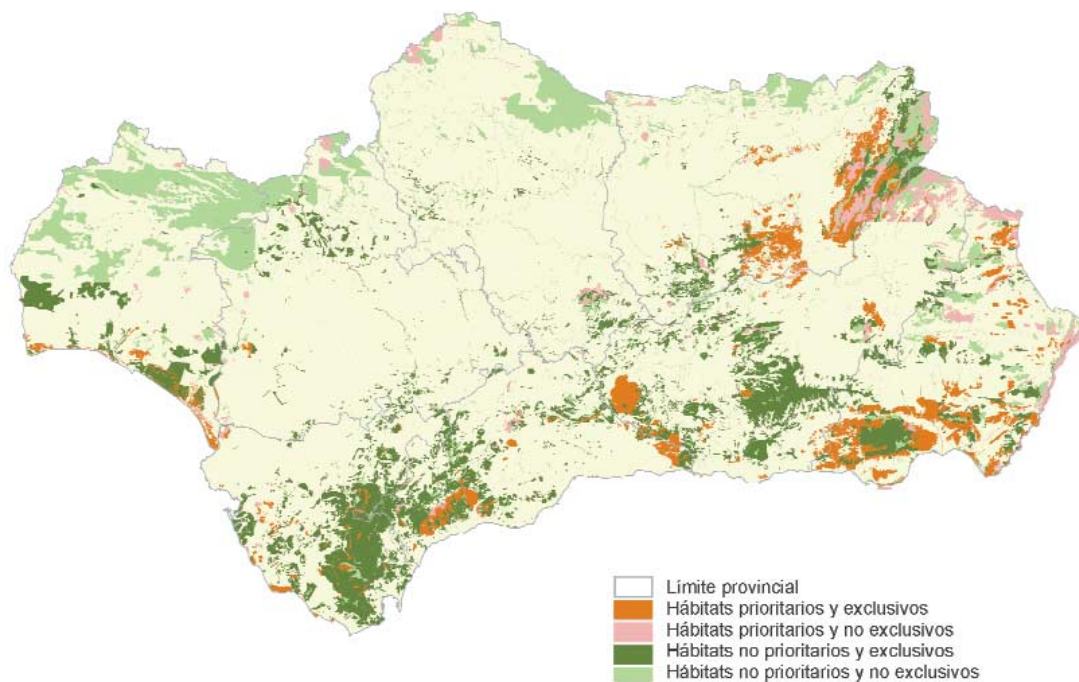 Límite provincial
Hábitats prioritarios y exclusivos
Hábitats prioritarios y no exclusivos
Hábitats no prioritarios y exclusivos
Hábitats no prioritarios y no exclusivos